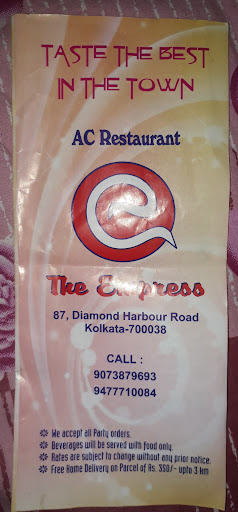 TASTE THE BEST
IN THE TOWN
AC Restaurant
The Empress
87, Diamond Harbour Road
Kolkata-700038
CALL :
9073879693
9477710084
We accept all Party orders.
Beverages will be served with food only.
Rates are subject to change without any prior notice.
Free Home Delivery on Parcel of Rs. 350/- upto 3 km